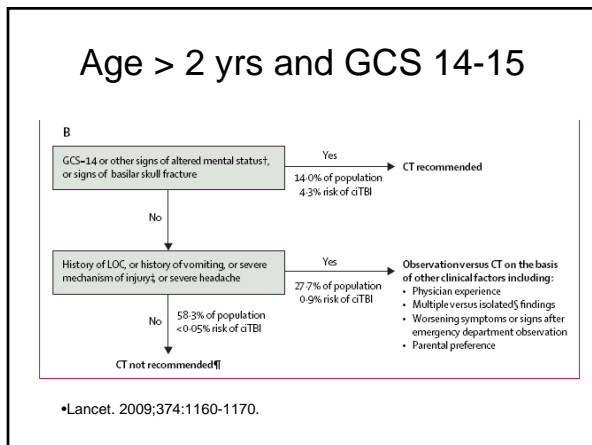 Age > 2 yrs and GCS 14-15
B
GCS=14 or other signs of altered mental status†,
or signs of basilar skull fracture
Yes
14·0% of population
4·3% risk of ciTBI
CT recommended
No
History of LOC, or history of vomiting, or severe
mechanism of injury‡, or severe headache
Yes
27·7% of population
0·9% risk of ciTBI
Observation versus CT on the basis
of other clinical factors including:
• Physician experience
• Multiple versus isolated§ findings
• Worsening symptoms or signs after
emergency department observation
• Parental preference
No
58·3% of population
<0·05% risk of ciTBI
CT not recommended¶
•Lancet. 2009;374:1160-1170.